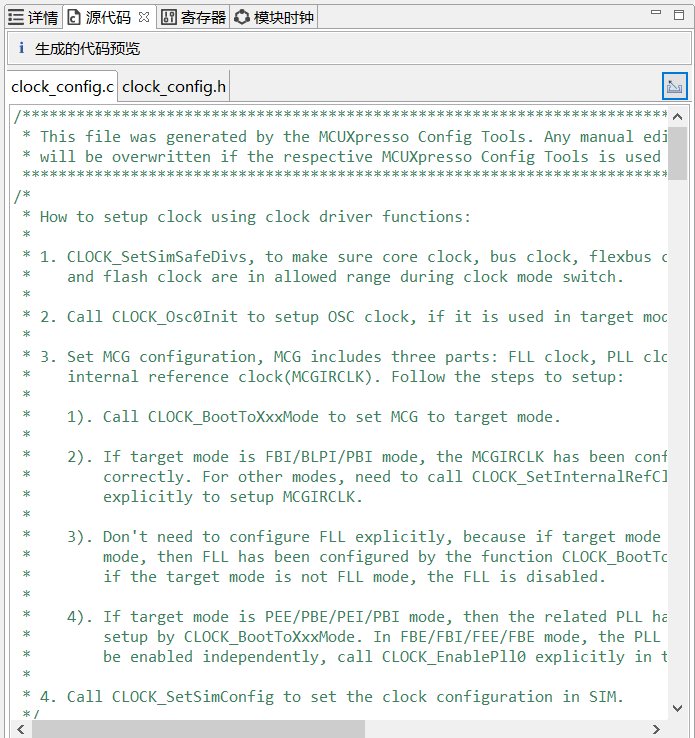 详情 源代码 寄存器 模块时钟
i 生成的代码预览
clock_config.c clock_config.h
/************************************************************************
* This file was generated by the MCUXpresso Config Tools. Any manual edi
* will be overwritten if the respective MCUXpresso Config Tools is used
************************************************************************
/*
* How to setup clock using clock driver functions:
*
* 1. CLOCK_SetSimSafeDivs, to make sure core clock, bus clock, flexbus c
* and flash clock are in allowed range during clock mode switch.
*
* 2. Call CLOCK_Osc0Init to setup OSC clock, if it is used in target mod
*
* 3. Set MCG configuration, MCG includes three parts: FLL clock, PLL clo
* internal reference clock(MCGIRCLK). Follow the steps to setup:
*
* 1). Call CLOCK_BootToXxxMode to set MCG to target mode.
*
* 2). If target mode is FBI/BLPI/PBI mode, the MCGIRCLK has been conf
* correctly. For other modes, need to call CLOCK_SetInternalRefCl
* explicitly to setup MCGIRCLK.
*
* 3). Don't need to configure FLL explicitly, because if target mode
* mode, then FLL has been configured by the function CLOCK_BootTo
* if the target mode is not FLL mode, the FLL is disabled.
*
* 4). If target mode is PEE/PBE/PEI/PBI mode, then the related PLL ha
* setup by CLOCK_BootToXxxMode. In FBE/FBI/FEE/FBE mode, the PLL
* be enabled independently, call CLOCK_EnablePll0 explicitly in t
*
* 4. Call CLOCK_SetSimConfig to set the clock configuration in SIM.
*/